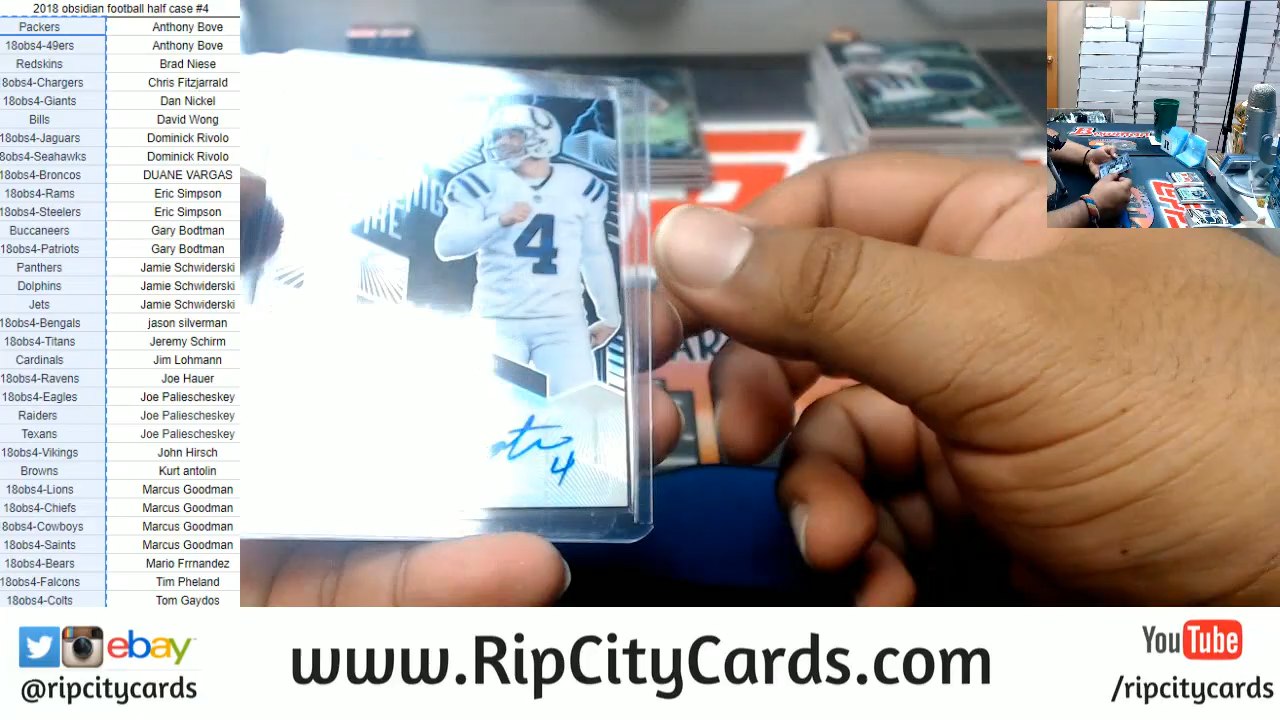 2018 obsidian football half case #4
Packers Anthony Bove
18obs4-49ers Anthony Bove
Redskins Brad Niese
8obs4-Chargers Chris Fitzjarrald
18obs4-Giants Dan Nickel
Bills David Wong
18obs4-Jaguars Dominick Rivolo
8obs4-Seahawks Dominick Rivolo
18obs4-Broncos DUANE VARGAS
18obs4-Rams Eric Simpson
18obs4-Steelers Eric Simpson
Buccaneers Gary Bodtman
18obs4-Patriots Gary Bodtman
Panthers Jamie Schwiderski
Dolphins Jamie Schwiderski
Jets Jamie Schwiderski
18obs4-Bengals jason silverman
18obs4-Titans Jeremy Schirm
Cardinals Jim Lohmann
18obs4-Ravens Joe Hauer
18obs4-Eagles Joe Paliescheskey
Raiders Joe Paliescheskey
Texans Joe Paliescheskey
18obs4-Vikings John Hirsch
Browns Kurt antolin
18obs4-Lions Marcus Goodman
18obs4-Chiefs Marcus Goodman
8obs4-Cowboys Marcus Goodman
18obs4-Saints Marcus Goodman
18obs4-Bears Mario Frrnandez
18obs4-Falcons Tim Pheland
18obs4-Colts Tom Gaydos
4
4
ebay
@ripcitycards
www.RipCityCards.com
YouTube
/ripcitycards